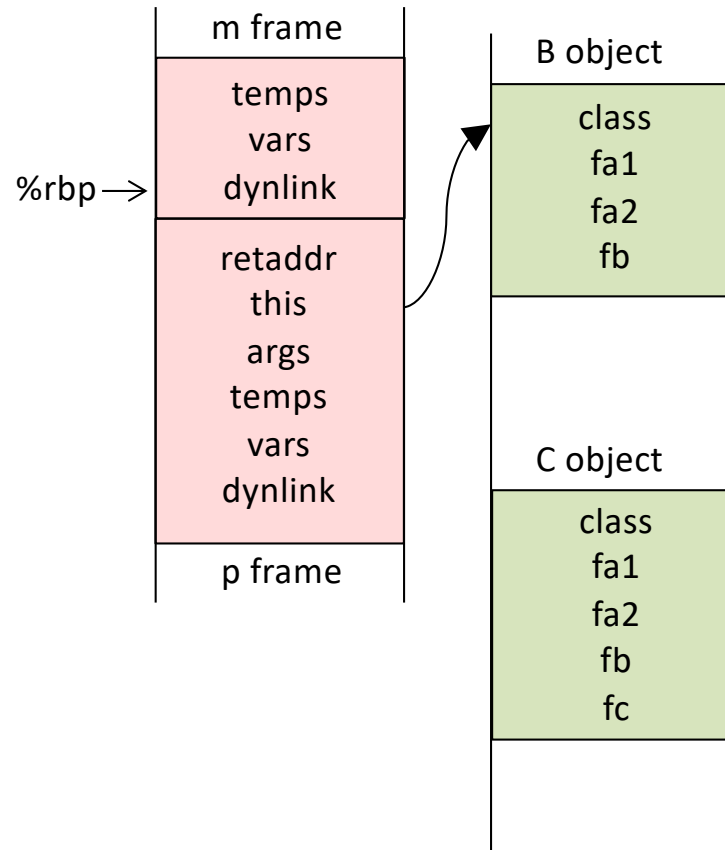 m frame
temps
vars
%rbp
dynlink
retaddr
this
args
temps
vars
dynlink
p frame
B object
class
fa1
fa2
fb
C object
class
fa1
fa2
fb
fc